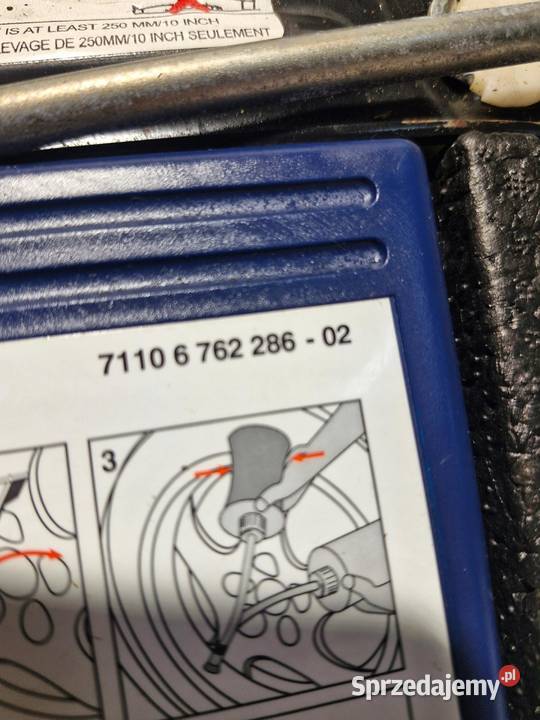 IS AT LEAST 250 MM/10 INCH
LEVAGE DE 250MM/10 INCH SEULEMENT
7110 6 762 286 - 02
3
Sprzedajemy.pl